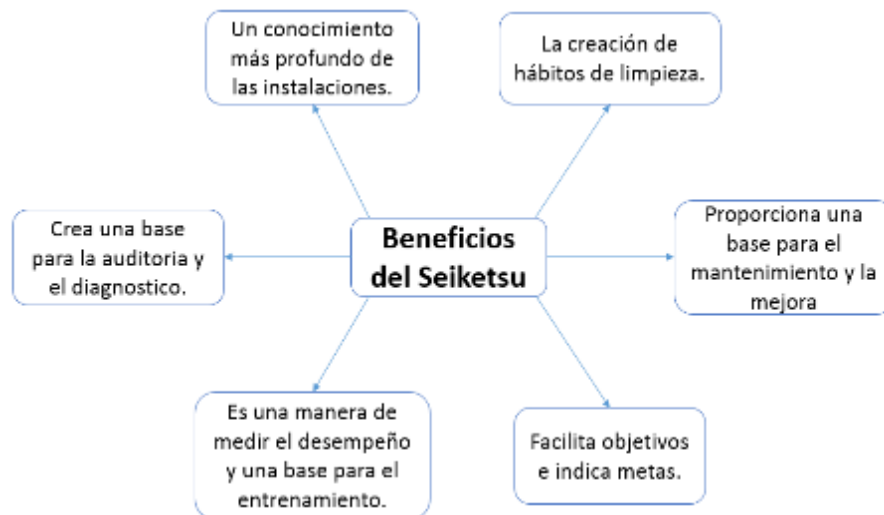 Un conocimiento
más profundo de
las instalaciones.
La creación de
hábitos de limpieza.
Crea una base
para la auditoria y
el diagnostico.
Beneficios
del Seiketsu
Proporciona una
base para el
mantenimiento y la
mejora
Es una manera de
medir el desempeño
y una base para el
entrenamiento.
Facilita objetivos
e indica metas.